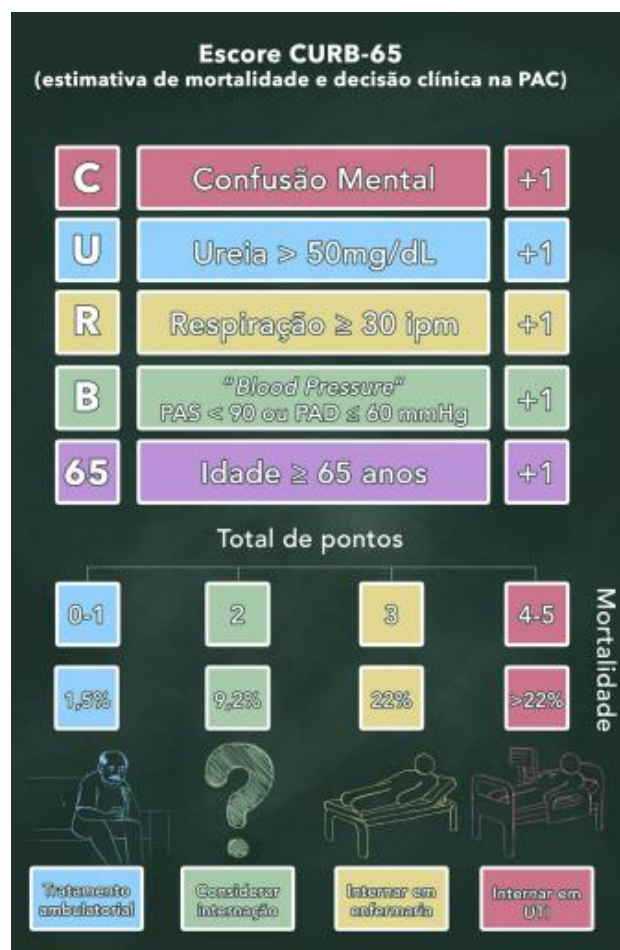 Escore CURB-65
(estimativa de mortalidade e decisão clínica na PAC)
C Confusão Mental +1
U Ureia > 50mg/dL +1
R Respiração ≥ 30 ipm +1
B "Blood Pressure" +1
PAS < 90 ou PAD ≤ 60 mmHg
65 Idade ≥ 65 anos +1
Total de pontos
0-1 2 3 4-5
1,5% 9,2% 22% >22%
Mortalidade
?
Tratamento
ambulatorial
Considerar
internação
Internar em
enfermaria
Internar em
UTI